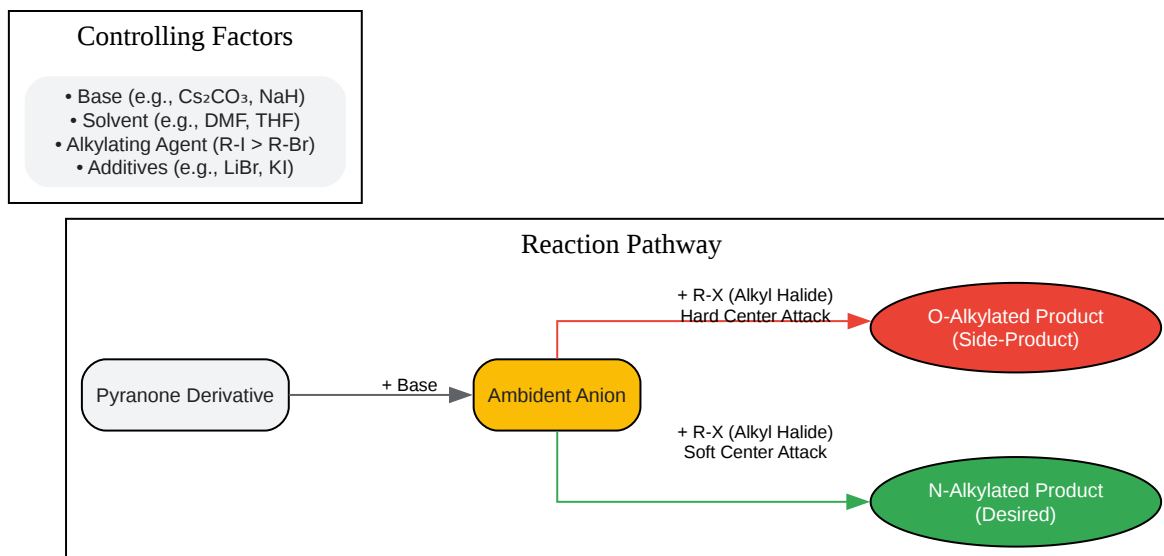 Controlling Factors
• Base (e.g., Cs₂CO₃, NaH)
• Solvent (e.g., DMF, THF)
• Alkylating Agent (R-I > R-Br)
• Additives (e.g., LiBr, KI)
Reaction Pathway
+ R-X (Alkyl Halide)
Hard Center Attack
O-Alkylated Product
(Side-Product)
Pyranone Derivative
+ Base
Ambident Anion
+ R-X (Alkyl Halide)
Soft Center Attack
N-Alkylated Product
(Desired)